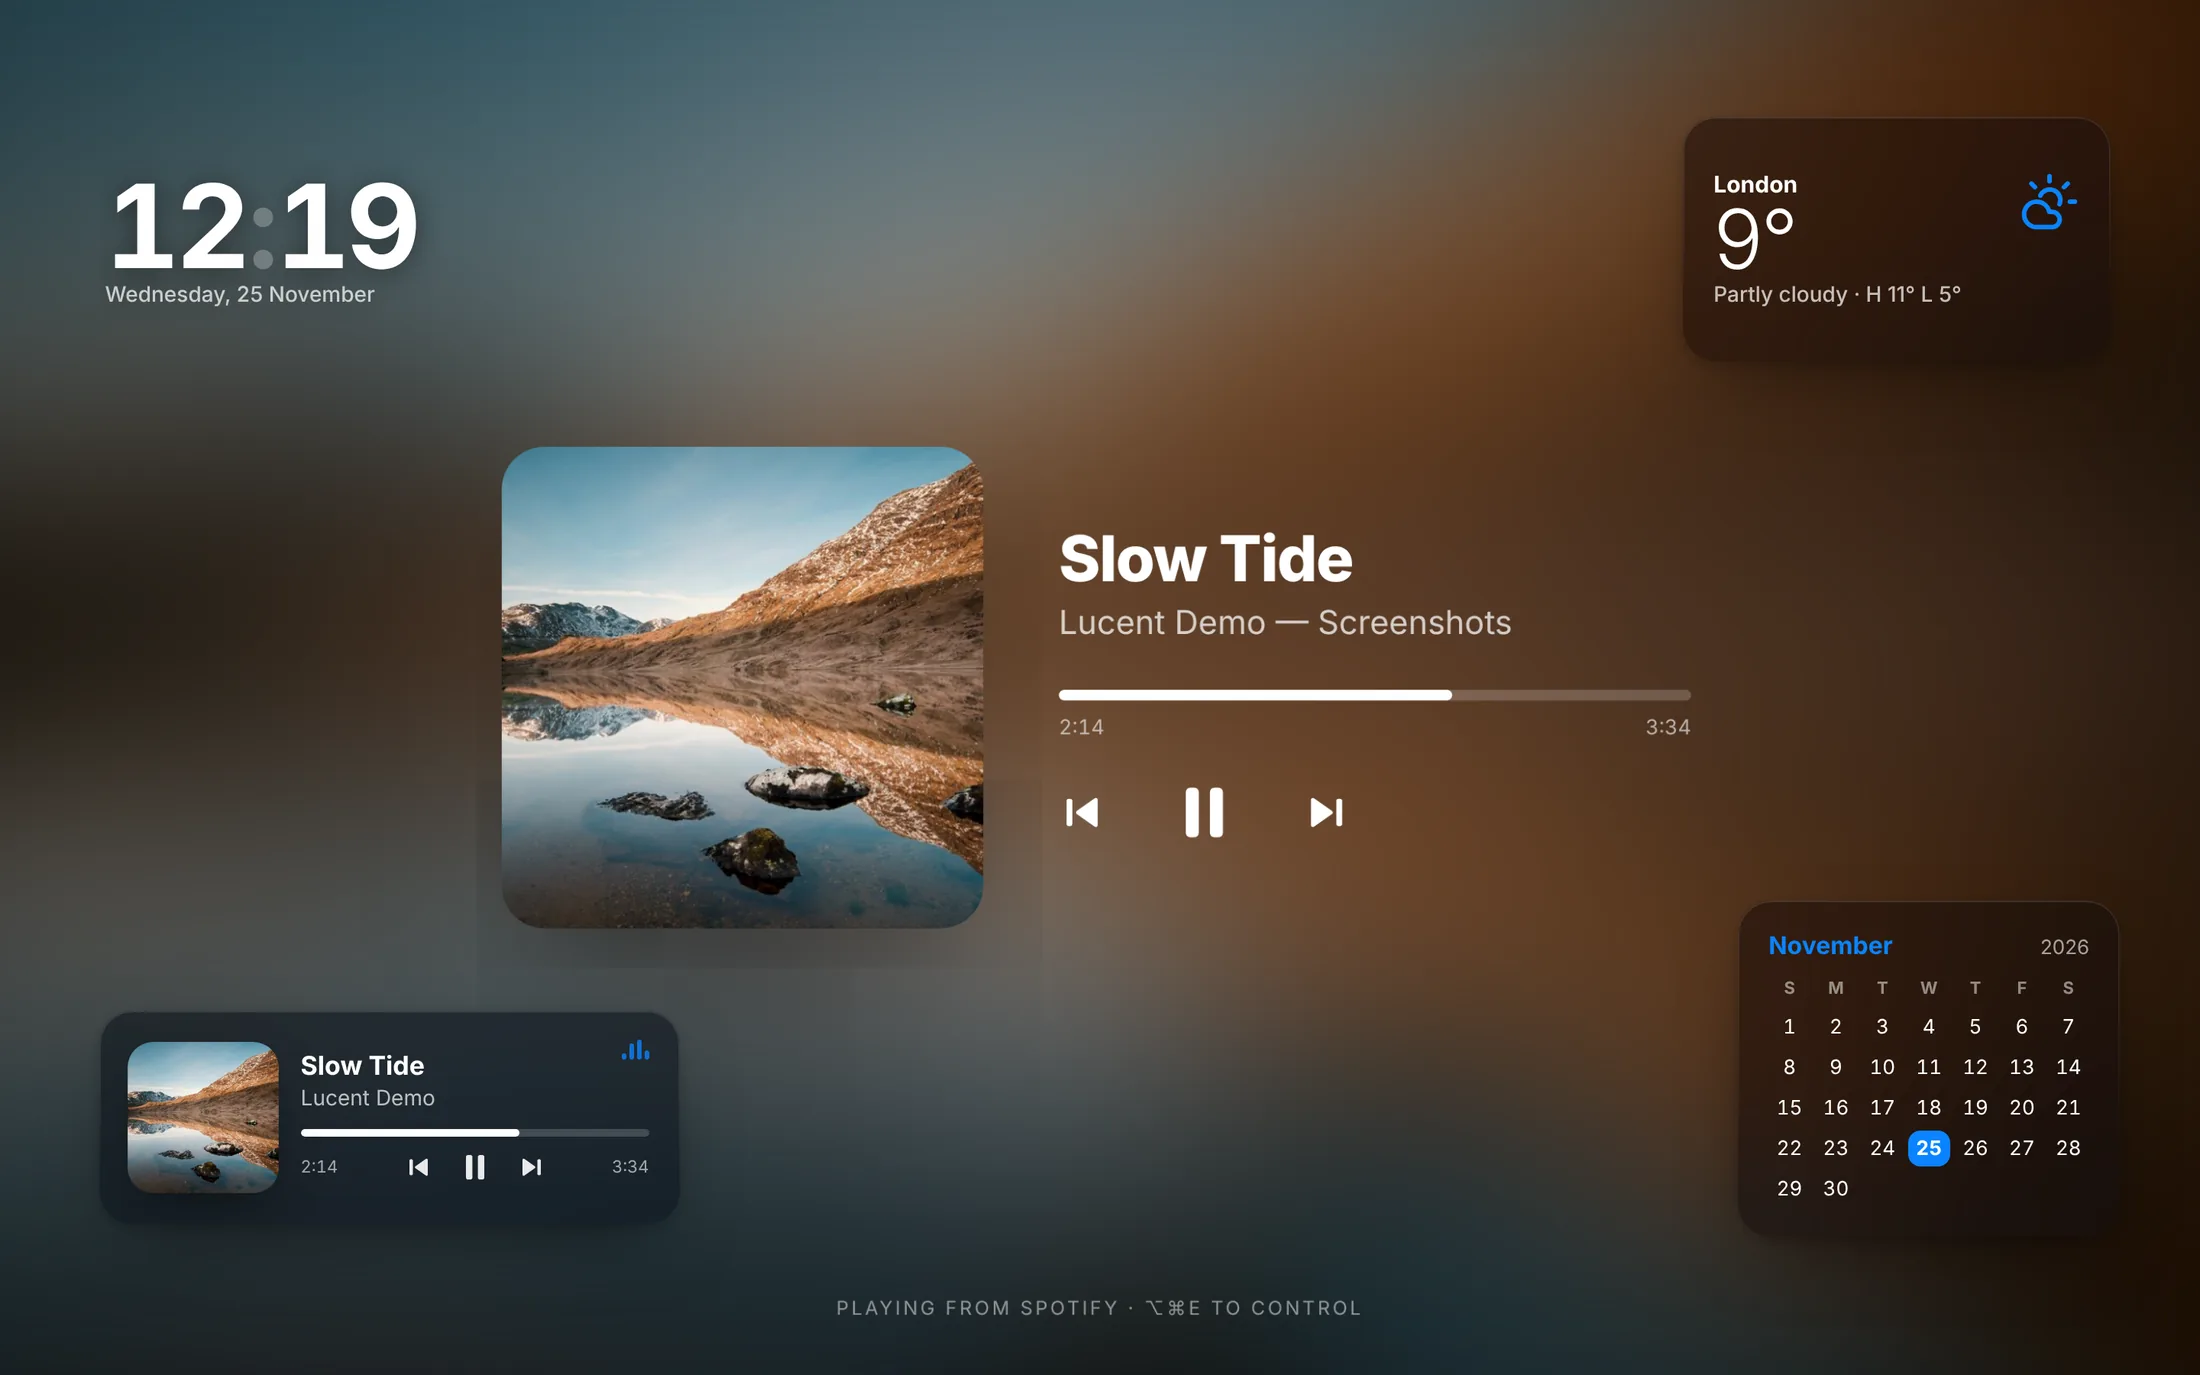 12:19
Wednesday, 25 November
London
9°
Partly cloudy · H 11° L 5°
Slow Tide
Lucent Demo — Screenshots
2:14 3:34
Slow Tide
Lucent Demo
2:14 3:34
November 2026
S M T W T F S
1 2 3 4 5 6 7
8 9 10 11 12 13 14
15 16 17 18 19 20 21
22 23 24 25 26 27 28
29 30
PLAYING FROM SPOTIFY · ⌥⌘E TO CONTROL